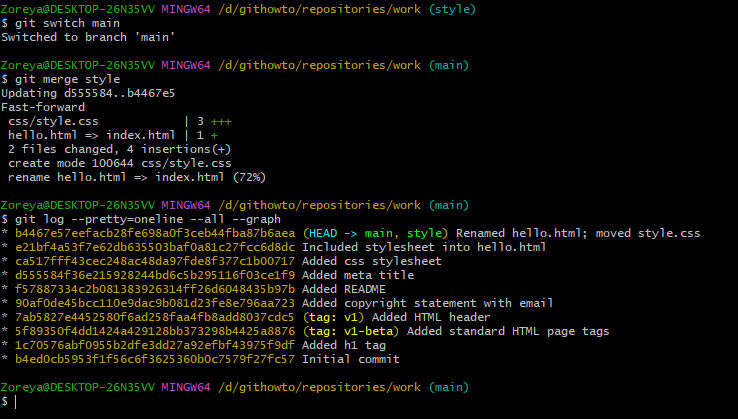 Zoreya@DESKTOP-26N35VV MINGW64 /d/githowto/repositories/work (style)
$ git switch main
Switched to branch 'main'
Zoreya@DESKTOP-26N35VV MINGW64 /d/githowto/repositories/work (main)
$ git merge style
Updating d555584..b4467e5
Fast-forward
css/style.css | 3 +++
hello.html => index.html | 1 +
2 files changed, 4 insertions(+)
create mode 100644 css/style.css
rename hello.html => index.html (72%)
Zoreya@DESKTOP-26N35VV MINGW64 /d/githowto/repositories/work (main)
$ git log --pretty=oneline --all --graph
* b4467e57eefacb28fe698a0f3ceb44fba87b6aea (HEAD -> main, style) Renamed hello.html; moved style.css
* e21bf4a53f7e62db635503baf0a81c27fcc6d8dc Included stylesheet into hello.html
* ca517fff43cec248ac48da97fde8f377c1b00717 Added css stylesheet
* d555584f36e215928244bd6c5b295116f03ce1f9 Added meta title
* f57887334c2b081383926314ff26d6048435b97b Added README
* 90af0de45bcc110e9dac9b081d23fe8e796aa723 Added copyright statement with email
* 7ab5827e4452580f6ad258faa4fb8add8037cdc5 (tag: v1) Added HTML header
* 5f89350f4dd1424a429128bb373298b4425a8876 (tag: v1-beta) Added standard HTML page tags
* 1c70576abf0955b2dfe3dd27a92efbf43975f9df Added h1 tag
* b4ed0cb5953f1f56c6f3625360b0c7579f27fc57 Initial commit
Zoreya@DESKTOP-26N35VV MINGW64 /d/githowto/repositories/work (main)
$